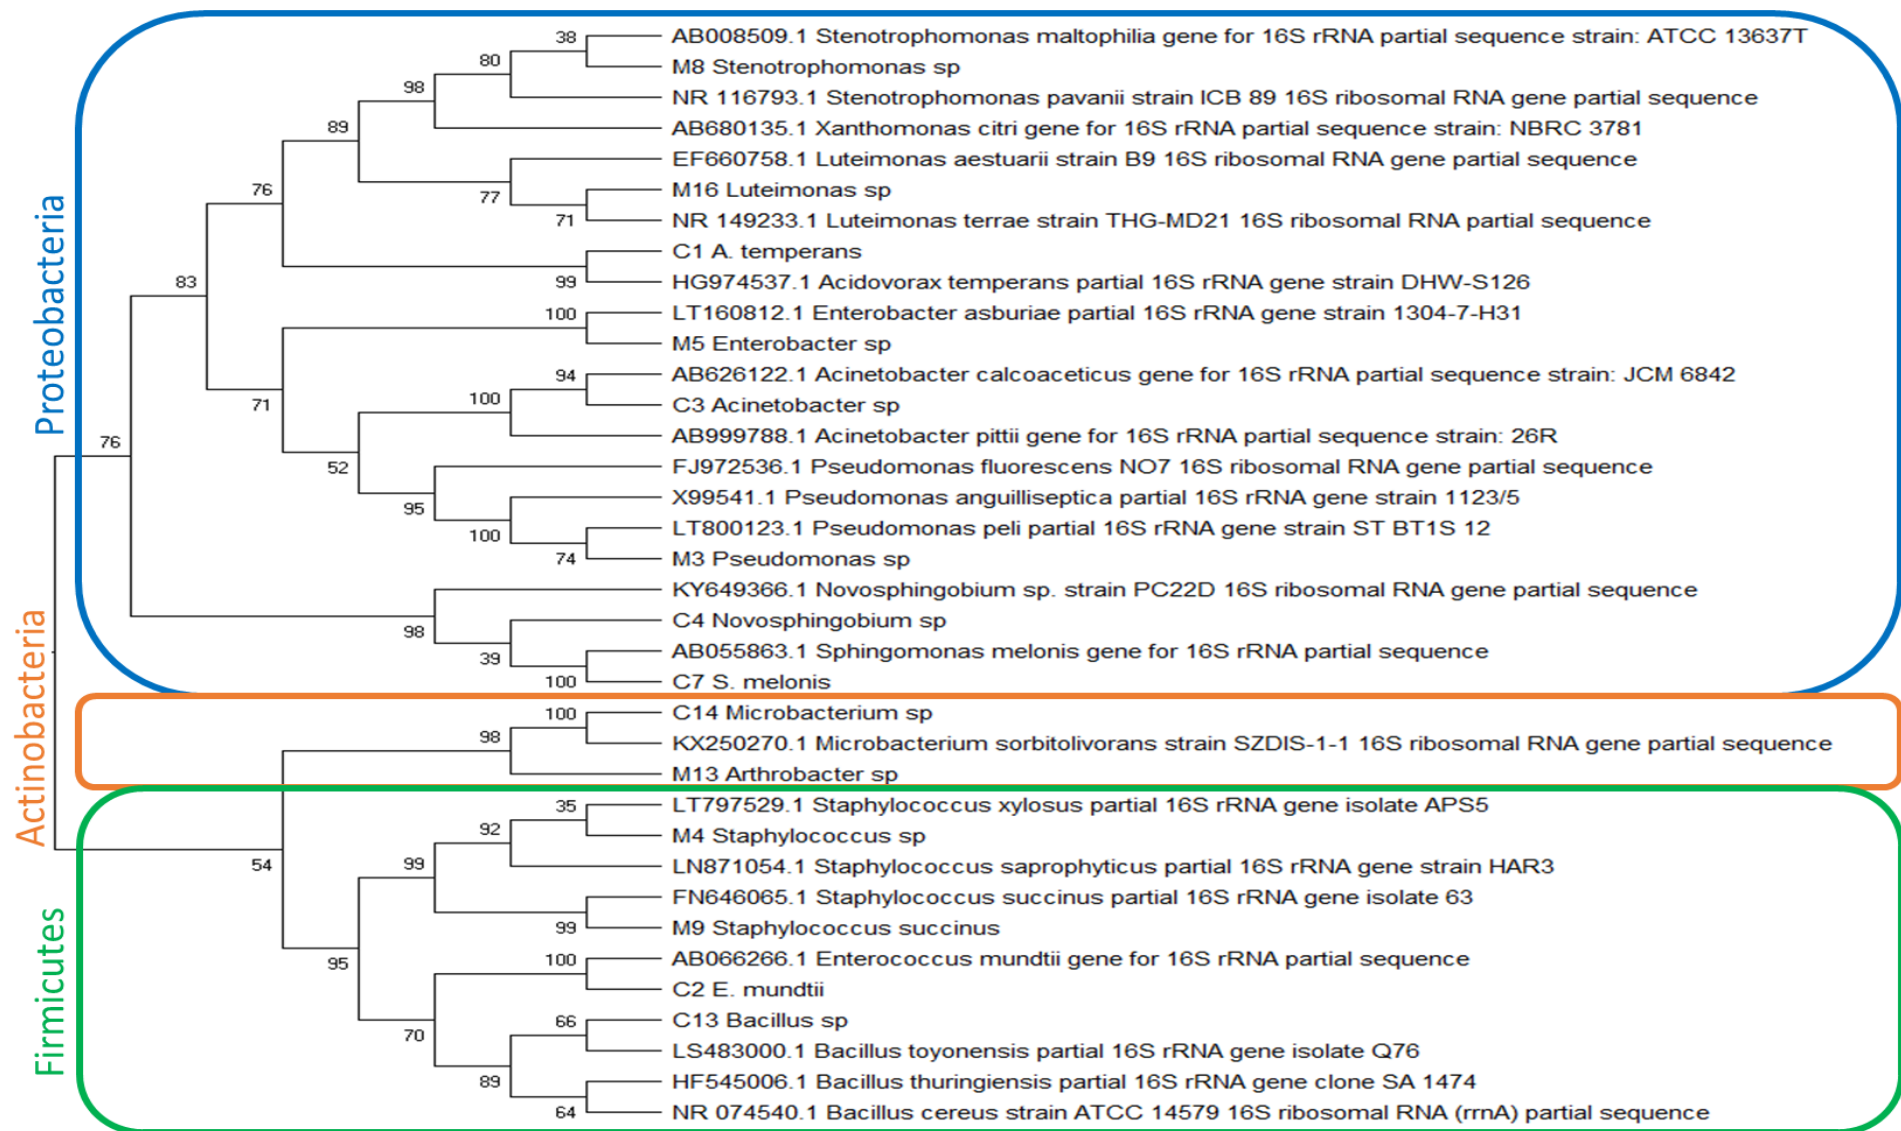 Proteobacteria
38
AB008509.1 Stenotrophomonas maltophilia gene for 16S rRNA partial sequence strain: ATCC 13637T
80
M8 Stenotrophomonas sp
98
NR 116793.1 Stenotrophomonas pavanii strain ICB 89 16S ribosomal RNA gene partial sequence
89
AB680135.1 Xanthomonas citri gene for 16S rRNA partial sequence strain: NBRC 3781
EF660758.1 Luteimonas aestuarii strain B9 16S ribosomal RNA gene partial sequence
76
77
M16 Luteimonas sp
71
NR 149233.1 Luteimonas terrae strain THG-MD21 16S ribosomal RNA partial sequence
C1 A. temperans
83
99
HG974537.1 Acidovorax temperans partial 16S rRNA gene strain DHW-S126
100
LT160812.1 Enterobacter asburiae partial 16S rRNA gene strain 1304-7-H31
M5 Enterobacter sp
94
AB626122.1 Acinetobacter calcoaceticus gene for 16S rRNA partial sequence strain: JCM 6842
71
100
C3 Acinetobacter sp
76
AB999788.1 Acinetobacter pittii gene for 16S rRNA partial sequence strain: 26R
52
FJ972536.1 Pseudomonas fluorescens NO7 16S ribosomal RNA gene partial sequence
95
X99541.1 Pseudomonas anguilliseptica partial 16S rRNA gene strain 1123/5
100
LT800123.1 Pseudomonas peli partial 16S rRNA gene strain ST BT1S 12
74
M3 Pseudomonas sp
KY649366.1 Novosphingobium sp. strain PC22D 16S ribosomal RNA gene partial sequence
98
C4 Novosphingobium sp
39
AB055863.1 Sphingomonas melonis gene for 16S rRNA partial sequence
100
C7 S. melonis
Actinobacteria
100
C14 Microbacterium sp
98
KX250270.1 Microbacterium sorbitolivorans strain SZDIS-1-1 16S ribosomal RNA gene partial sequence
M13 Arthrobacter sp
Firmicutes
35
LT797529.1 Staphylococcus xylosus partial 16S rRNA gene isolate APS5
92
M4 Staphylococcus sp
54
99
LN871054.1 Staphylococcus saprophyticus partial 16S rRNA gene strain HAR3
FN646065.1 Staphylococcus succinus partial 16S rRNA gene isolate 63
99
M9 Staphylococcus succinus
95
100
AB066266.1 Enterococcus mundtii gene for 16S rRNA partial sequence
C2 E. mundtii
70
66
C13 Bacillus sp
LS483000.1 Bacillus toyonensis partial 16S rRNA gene isolate Q76
89
HF545006.1 Bacillus thuringiensis partial 16S rRNA gene clone SA 1474
64
NR 074540.1 Bacillus cereus strain ATCC 14579 16S ribosomal RNA (rrnA) partial sequence